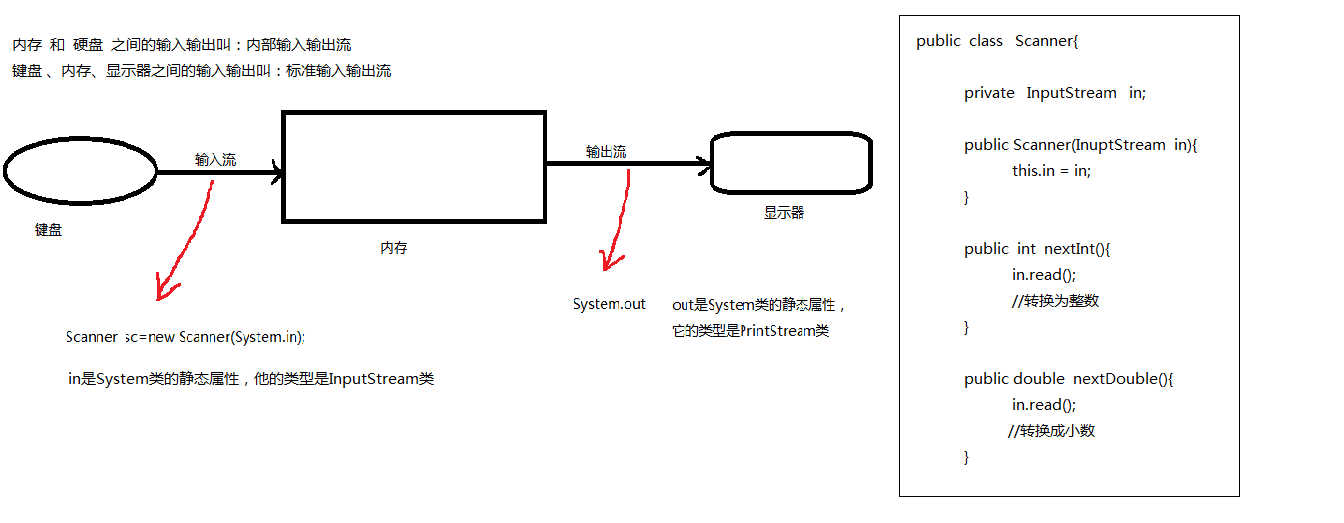 内存 和 硬盘 之间的输入输出叫：内部输入输出流
键盘 、内存、显示器之间的输入输出叫：标准输入输出流
输入流
输出流
键盘
内存
显示器
Scanner sc=new Scanner(System.in);
in是System类的静态属性，他的类型是InputStream类
System.out
out是System类的静态属性，
它的类型是PrintStream类
public class Scanner{
private InputStream in;
public Scanner(InuptStream in){
this.in = in;
}
public int nextInt(){
in.read();
//转换为整数
}
public double nextDouble(){
in.read();
//转换成小数
}